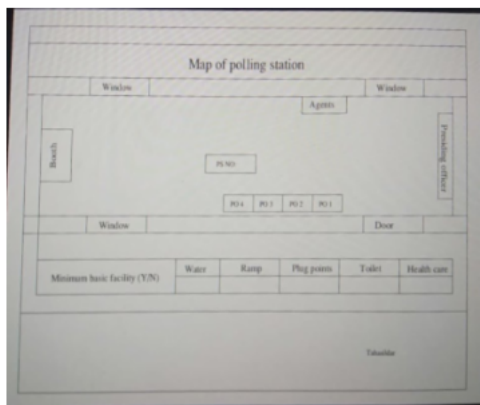 Map of polling station
Window Window
Agents
Booth
Presiding officer
PS NO
PO 4 PO 3 PO 2 PO 1
Window Door
Minimum basic facility (Y/N) Water Ramp Plug points Toilet Health care
Tahsildar